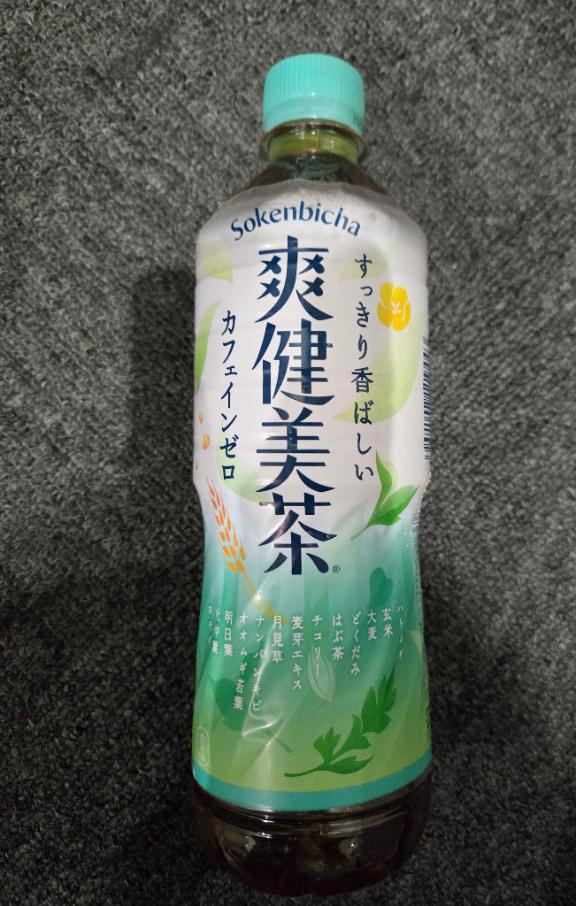 Sokenbicha
すっきり香ばしい
爽健美茶®
カフェインゼロ
ハトムギ
玄米
大麦
どくだみ
はぶ茶
チコリー
麦芽エキス
月見草
ナンバンキビ
オオムギ若葉
明日葉
杜仲葉